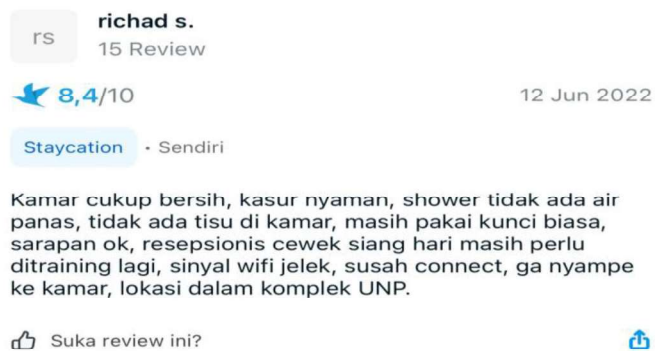 rs
richad s.
15 Review
8,4/10
12 Jun 2022
Staycation • Sendiri
Kamar cukup bersih, kasur nyaman, shower tidak ada air
panas, tidak ada tisu di kamar, masih pakai kunci biasa,
sarapan ok, resepsionis cewek siang hari masih perlu
ditraining lagi, sinyal wifi jelek, susah connect, ga nyampe
ke kamar, lokasi dalam komplek UNP.
Suka review ini?